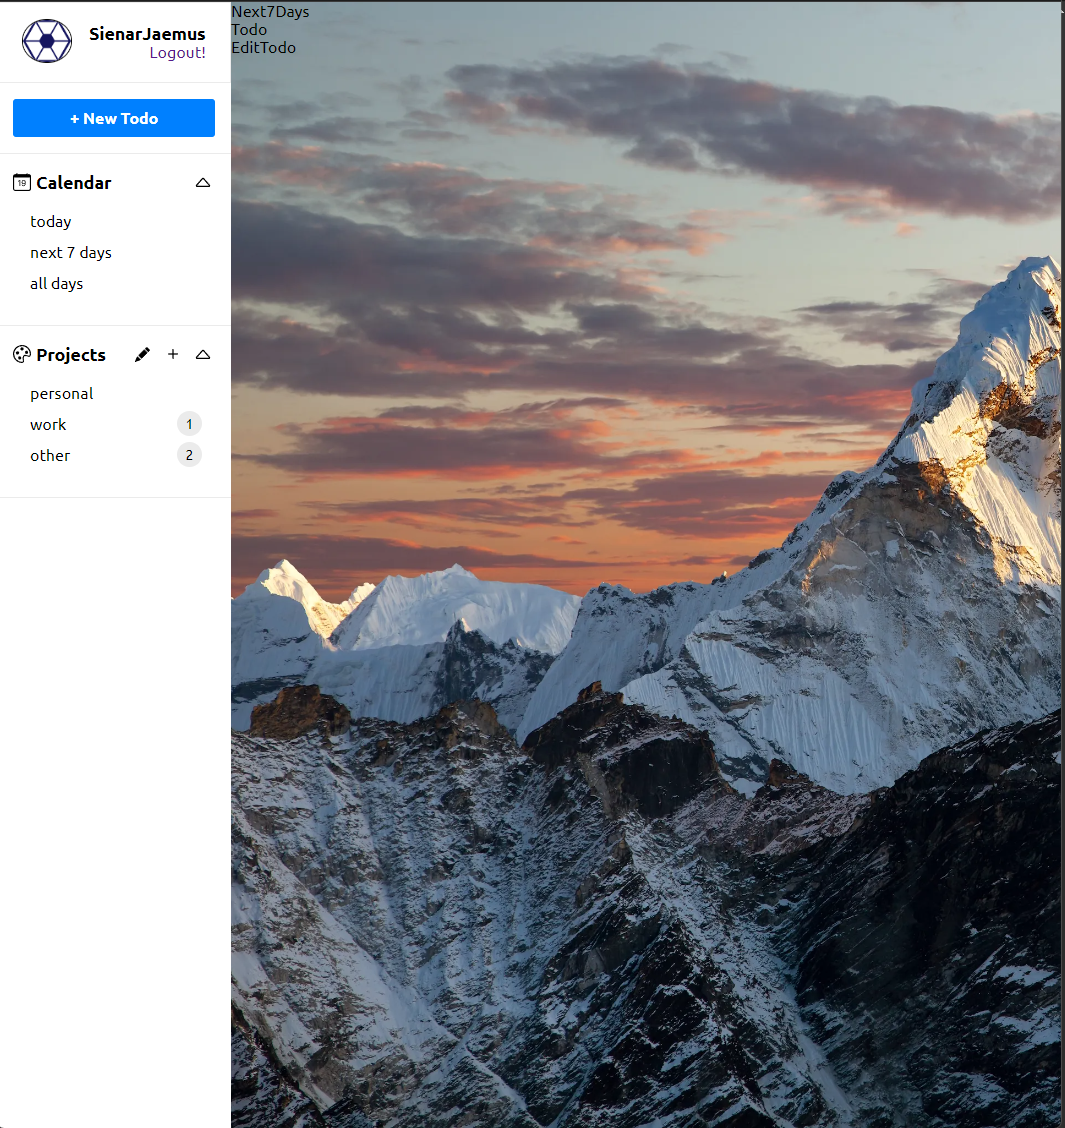 SienarJaemus
Logout!
+ New Todo
19 Calendar
today
next 7 days
all days
Projects
personal
work 1
other 2
Next7Days
Todo
EditTodo